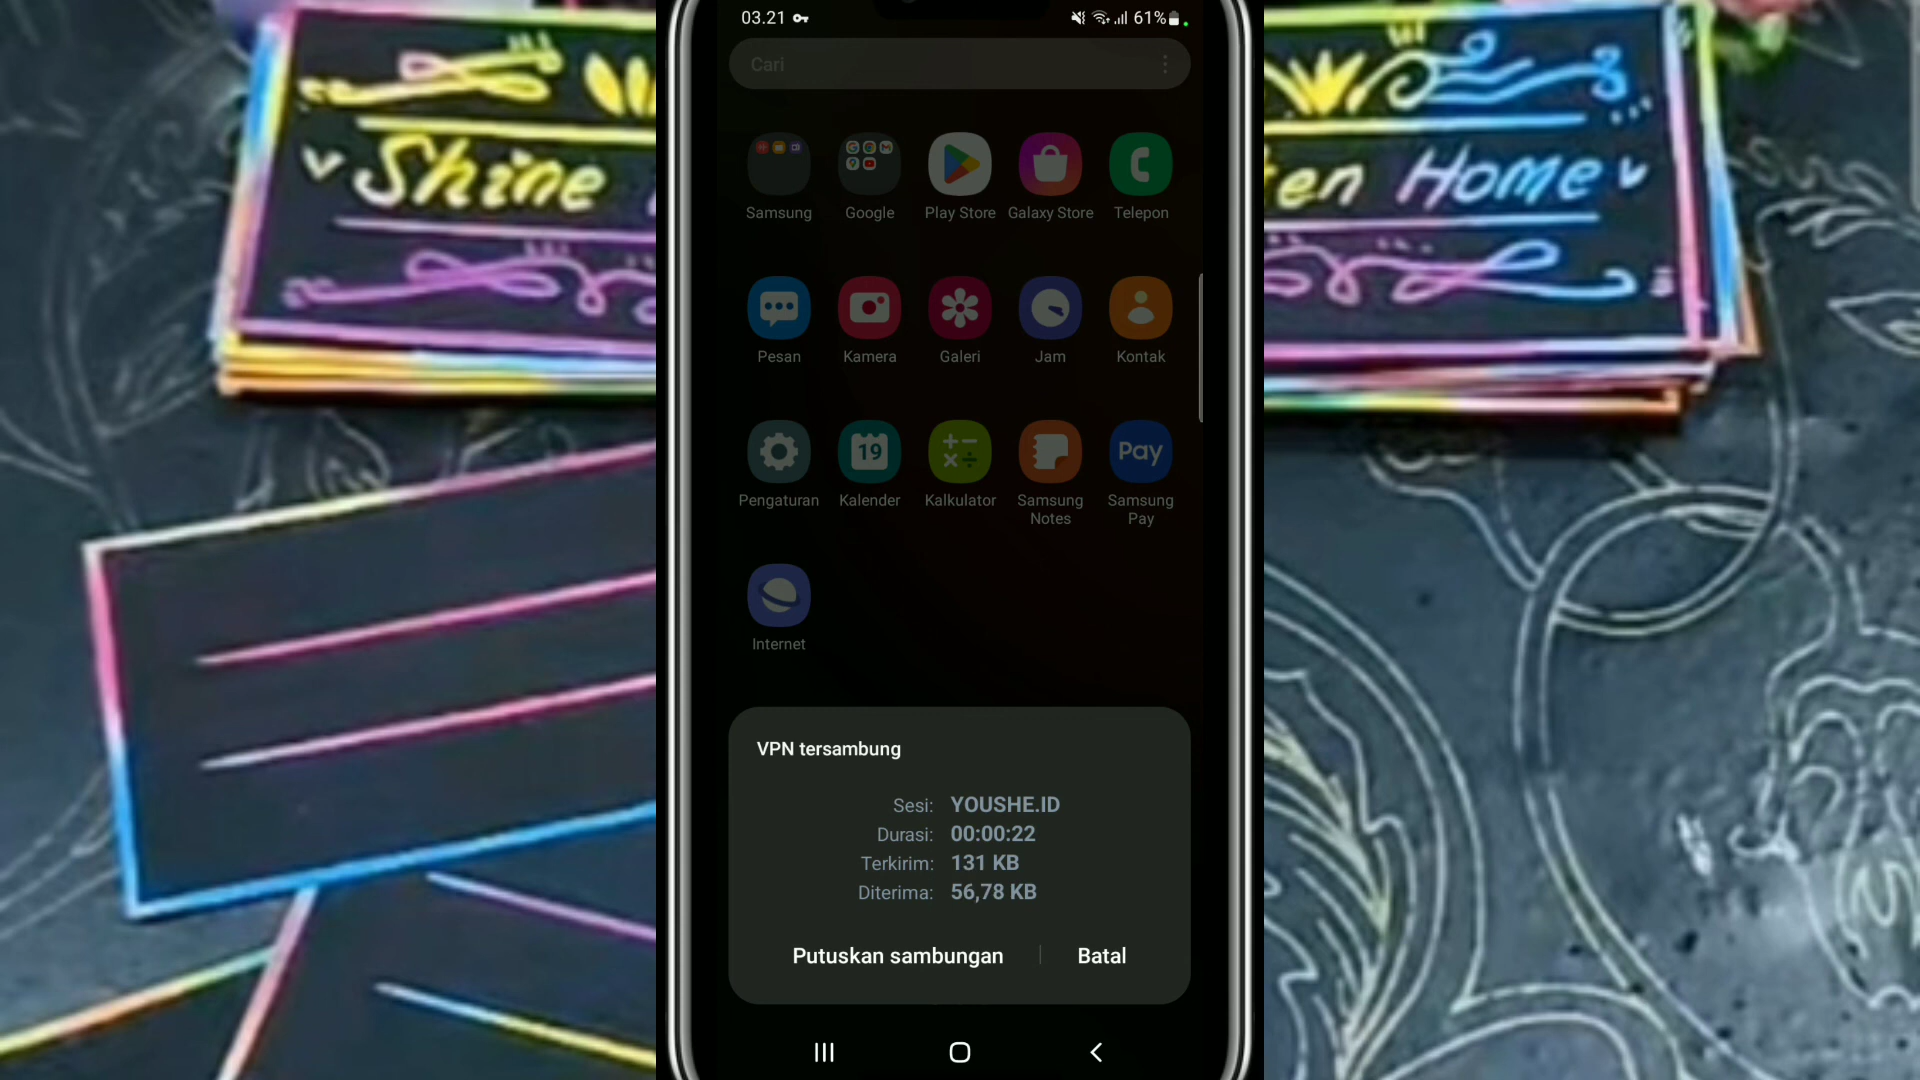 Shine
en Home
03.21
61%
Cari
Samsung
Google
Play Store
Galaxy Store
Telepon
Pesan
Kamera
Galeri
Jam
Kontak
19
Pay
Pengaturan
Kalender
Kalkulator
Samsung Notes
Samsung Pay
Internet
VPN tersambung
Sesi: YOUSHE.ID
Durasi: 00:00:22
Terkirim: 131 KB
Diterima: 56,78 KB
Putuskan sambungan
Batal